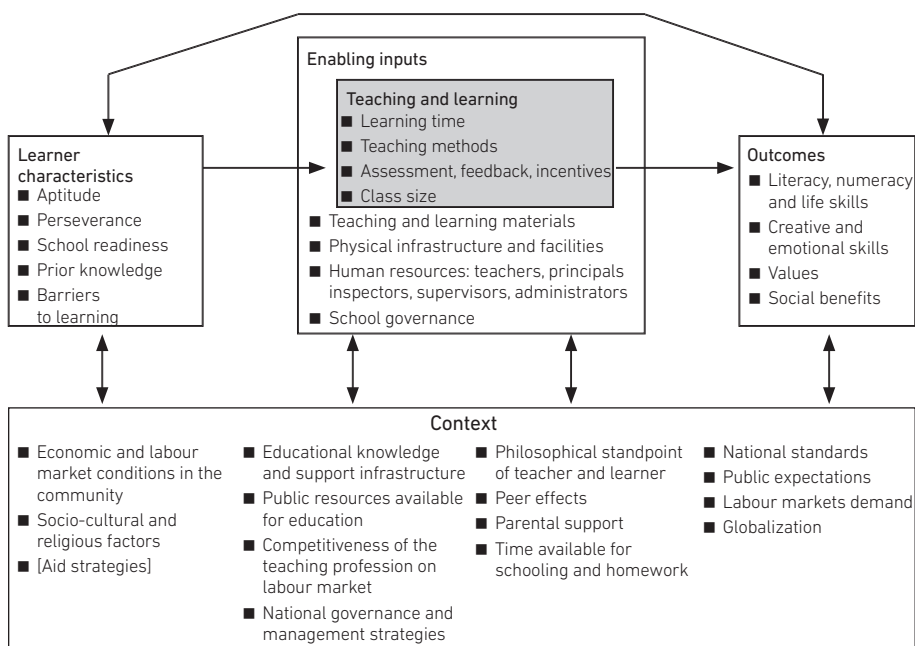 Enabling inputs
Teaching and learning
■ Learning time
■ Teaching methods
■ Assessment, feedback, incentives
■ Class size
■ Teaching and learning materials
■ Physical infrastructure and facilities
■ Human resources: teachers, principals
inspectors, supervisors, administrators
■ School governance
Learner
characteristics
■ Aptitude
■ Perseverance
■ School readiness
■ Prior knowledge
■ Barriers
to learning
Outcomes
■ Literacy, numeracy
and life skills
■ Creative and
emotional skills
■ Values
■ Social benefits
Context
■ Economic and labour
market conditions in the
community
■ Socio-cultural and
religious factors
■ [Aid strategies]
■ Educational knowledge
and support infrastructure
■ Public resources available
for education
■ Competitiveness of the
teaching profession on
labour market
■ National governance and
management strategies
■ Philosophical standpoint
of teacher and learner
■ Peer effects
■ Parental support
■ Time available for
schooling and homework
■ National standards
■ Public expectations
■ Labour markets demand
■ Globalization